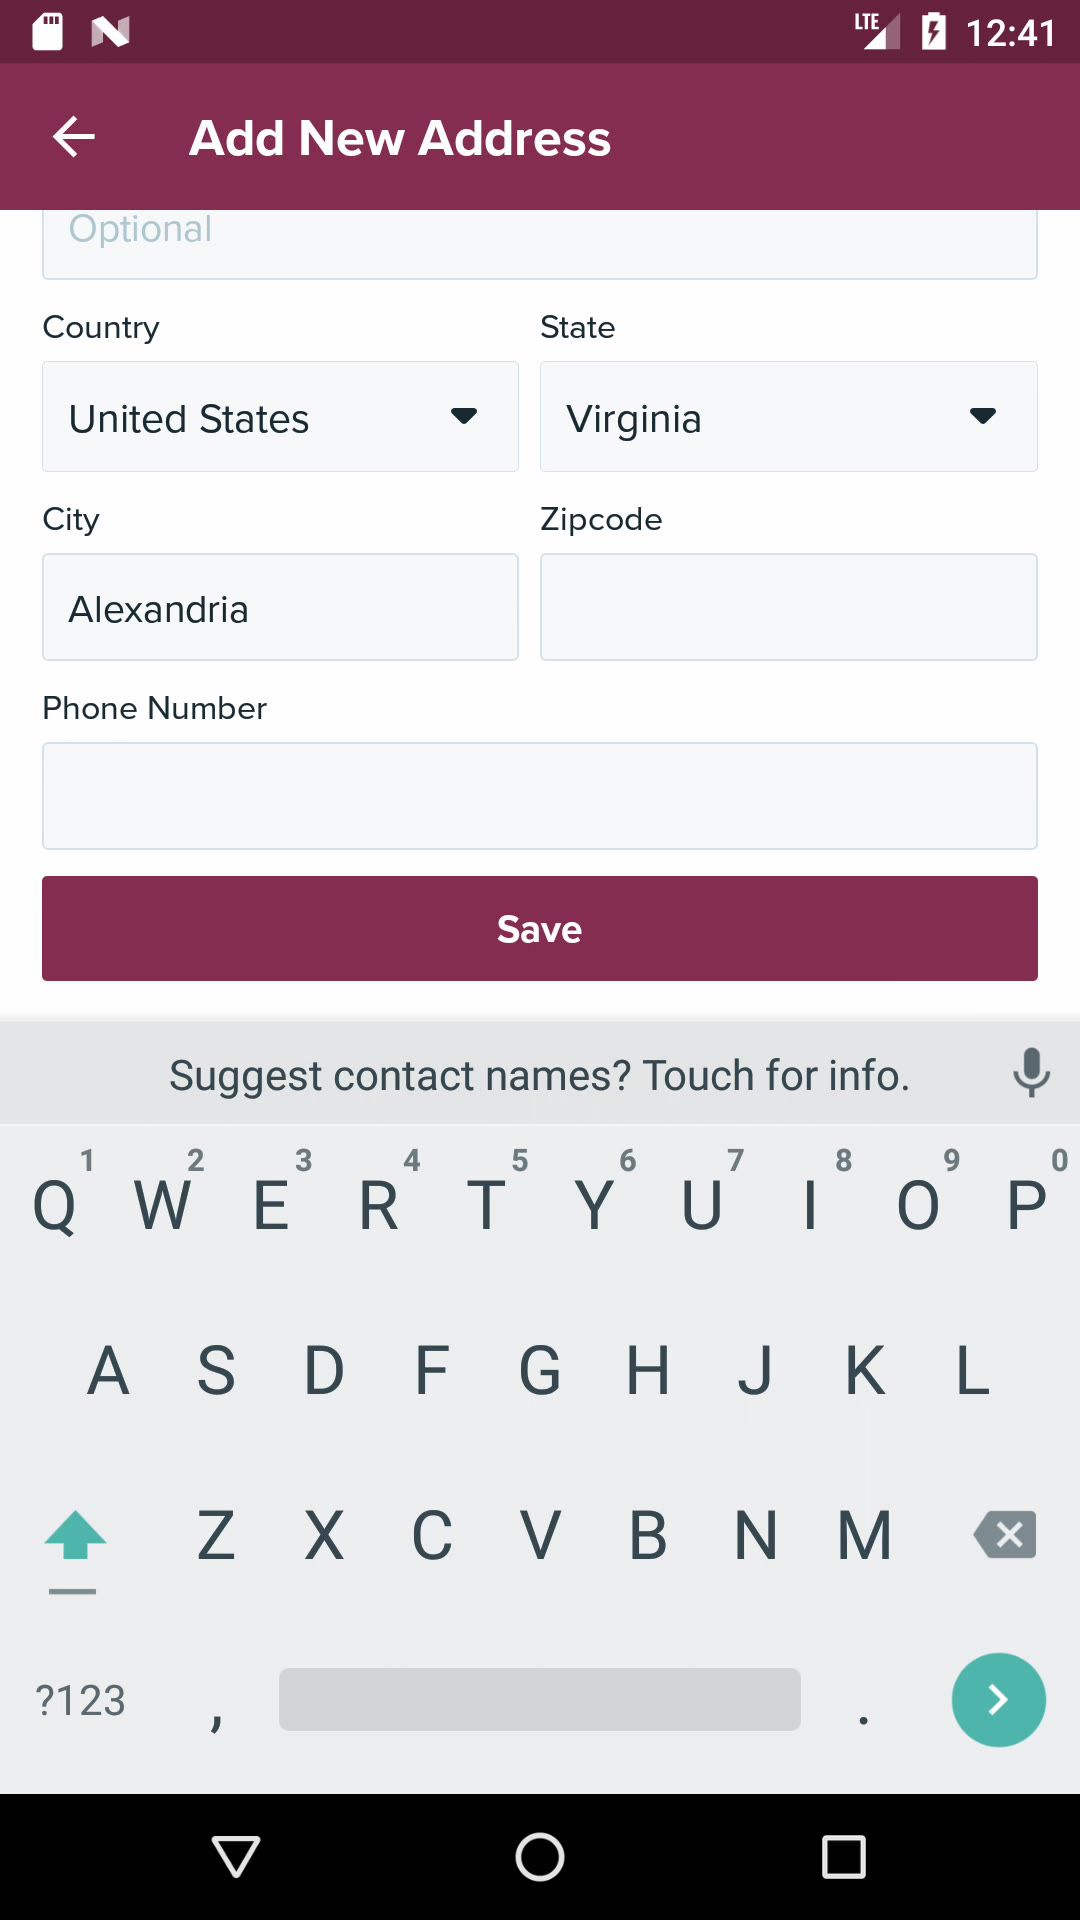 LTE 12:41
Add New Address
Optional
Country State
United States Virginia
City Zipcode
Alexandria
Phone Number
Save
Suggest contact names? Touch for info.
1 2 3 4 5 6 7 8 9 0
Q W E R T Y U I O P
A S D F G H J K L
Z X C V B N M
?123 , .